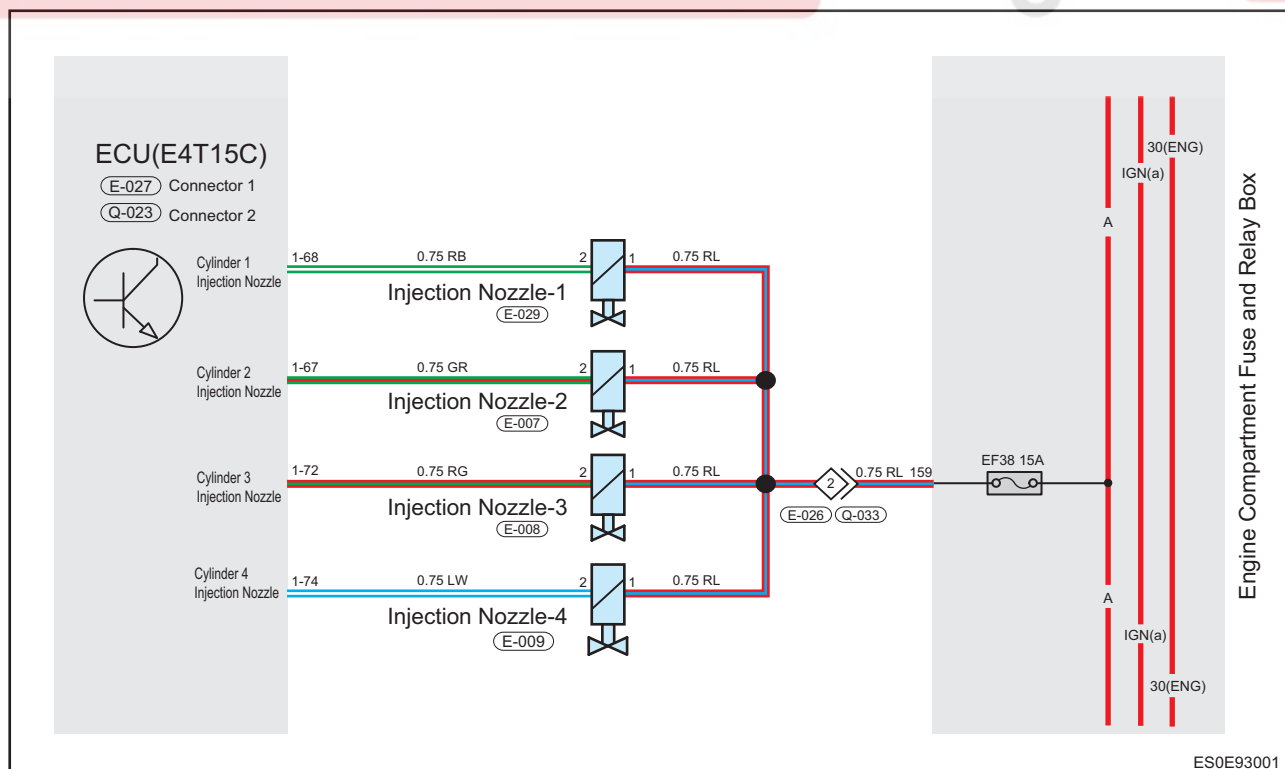 ECU(E4T15C)
E-027 Connector 1
Q-023 Connector 2
Cylinder 1
Injection Nozzle
1-68 0.75 RB 2 1 0.75 RL
Injection Nozzle-1
E-029
Cylinder 2
Injection Nozzle
1-67 0.75 GR 2 1 0.75 RL
Injection Nozzle-2
E-007
Cylinder 3
Injection Nozzle
1-72 0.75 RG 2 1 0.75 RL
Injection Nozzle-3
E-008
Cylinder 4
Injection Nozzle
1-74 0.75 LW 2 1 0.75 RL
Injection Nozzle-4
E-009
2 0.75 RL 159
E-026 Q-033
EF38 15A
30(ENG)
IGN(a)
A
A
IGN(a)
30(ENG)
Engine Compartment Fuse and Relay Box
ES0E93001